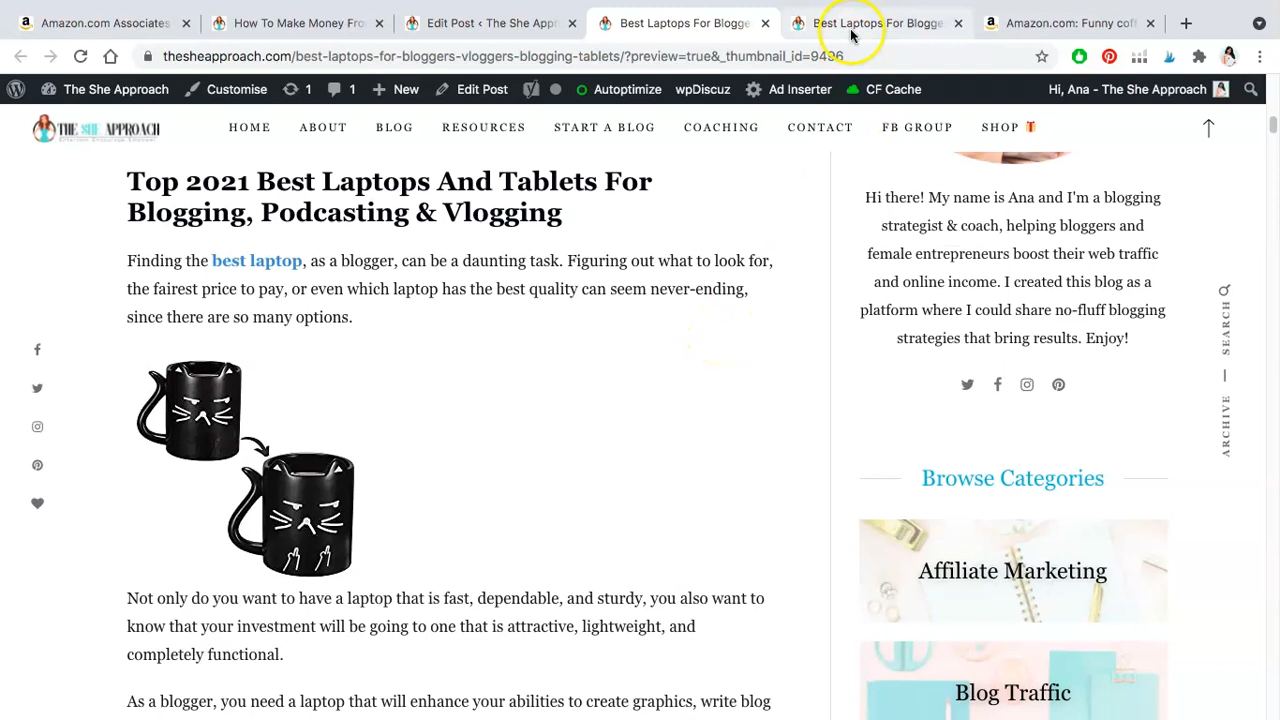 Amazon.com Associates
How To Make Money Fro
Edit Post ‹ The She Appr
Best Laptops For Blogge
Best Laptops For Blogge
Amazon.com: Funny coff
thesheapproach.com/best-laptops-for-bloggers-vloggers-blogging-tablets/?preview=true&_thumbnail_id=9496
The She Approach
Customise
1
1
New
Edit Post
Autoptimize
wpDiscuz
Ad Inserter
CF Cache
Hi, Ana - The She Approach
THE SHE APPROACH
HOME
ABOUT
BLOG
RESOURCES
START A BLOG
COACHING
CONTACT
FB GROUP
SHOP
Top 2021 Best Laptops And Tablets For
Blogging, Podcasting & Vlogging
Finding the best laptop, as a blogger, can be a daunting task. Figuring out what to look for,
the fairest price to pay, or even which laptop has the best quality can seem never-ending,
since there are so many options.
Not only do you want to have a laptop that is fast, dependable, and sturdy, you also want to
know that your investment will be going to one that is attractive, lightweight, and
completely functional.
As a blogger, you need a laptop that will enhance your abilities to create graphics, write blog
Hi there! My name is Ana and I'm a blogging
strategist & coach, helping bloggers and
female entrepreneurs boost their web traffic
and online income. I created this blog as a
platform where I could share no-fluff blogging
strategies that bring results. Enjoy!
Browse Categories
Affiliate Marketing
Blog Traffic
SEARCH
ARCHIVE